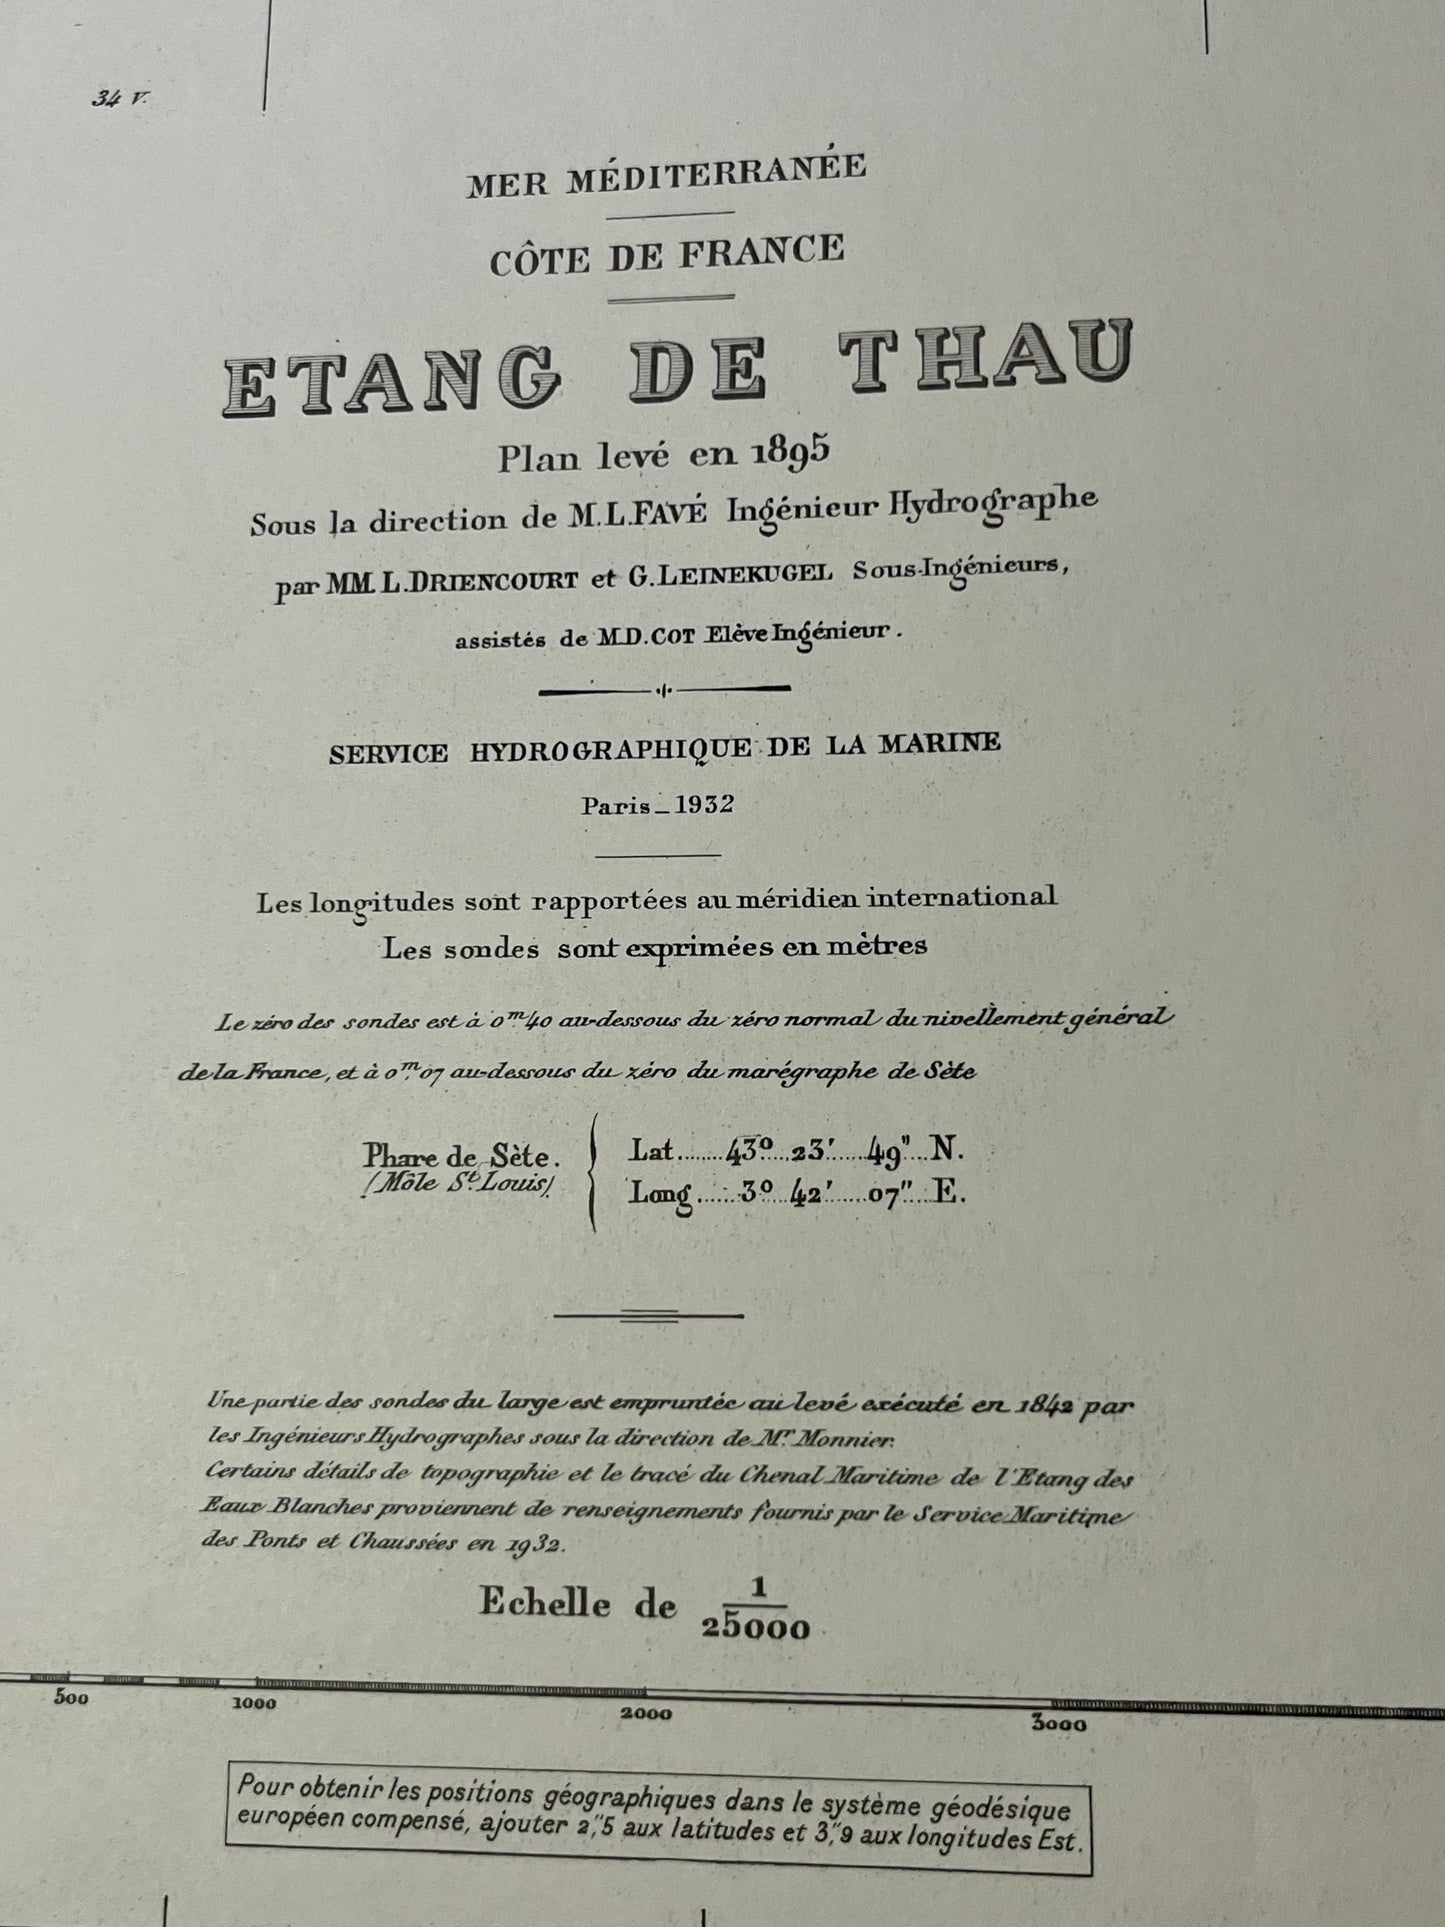 34 V.
MER MÉDITERRANÉE
CÔTE DE FRANCE
ETANG DE THAU
Plan levé en 1895
Sous la direction de M.L.FAVÉ Ingénieur Hydrographe
par MM.L.DRIENCOURT et G.LEINEKUGEL Sous-Ingénieurs,
assistés de M.D.COT Elève Ingénieur.
SERVICE HYDROGRAPHIQUE DE LA MARINE
Paris_1932
Les longitudes sont rapportées au méridien international
Les sondes sont exprimées en mètres
Le zéro des sondes est à 0ᵐ,40 au-dessous du zéro normal du nivellement général
de la France, et à 0ᵐ,07 au-dessous du zéro du marégraphe de Sète
Phare de Sète. { Lat......43°...23'.....49"...N.
(Môle Sᵗ Louis) Long.......3°...42'......07"...E.
Une partie des sondes du large est empruntée au levé exécuté en 1842 par
les Ingénieurs Hydrographes sous la direction de Mʳ Monnier.
Certains détails de topographie et le tracé du Chenal Maritime de l'Etang des
Eaux Blanches proviennent de renseignements fournis par le Service Maritime
des Ponts et Chaussées en 1932.
Echelle de 1/25000
500 1000 2000 3000
Pour obtenir les positions géographiques dans le système géodésique
européen compensé, ajouter 2,"5 aux latitudes et 3,"9 aux longitudes Est.